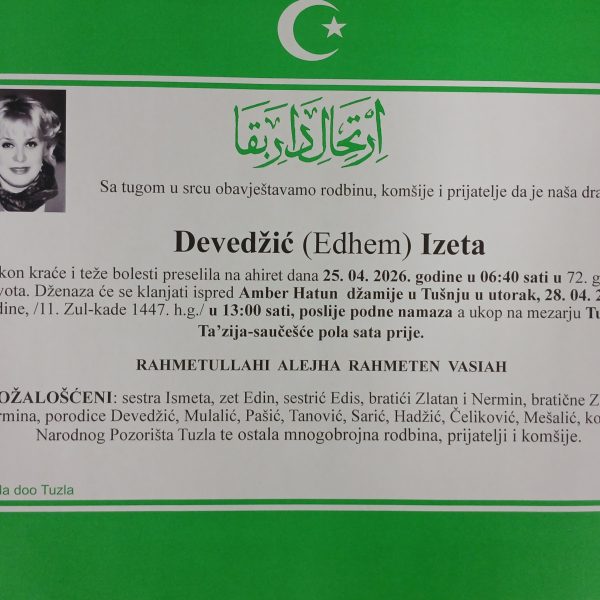 ارتحال دار بقا
Sa tugom u srcu obavještavamo rodbinu, komšije i prijatelje da je naša dra
Devedžić (Edhem) Izeta
kon kraće i teže bolesti preselila na ahiret dana 25. 04. 2026. godine u 06:40 sati u 72. g
vota. Dženaza će se klanjati ispred Amber Hatun džamije u Tušnju u utorak, 28. 04. 2
dine, /11. Zul-kade 1447. h.g./ u 13:00 sati, poslije podne namaza a ukop na mezarju Tu
Ta'zija-saučešće pola sata prije.
RAHMETULLAHI ALEJHA RAHMETEN VASIAH
OŽALOŠĆENI: sestra Ismeta, zet Edin, sestrić Edis, bratići Zlatan i Nermin, bratične Z
rmina, porodice Devedžić, Mulalić, Pašić, Tanović, Sarić, Hadžić, Čeliković, Mešalić, ko
Narodnog Pozorišta Tuzla te ostala mnogobrojna rodbina, prijatelji i komšije.
la doo Tuzla